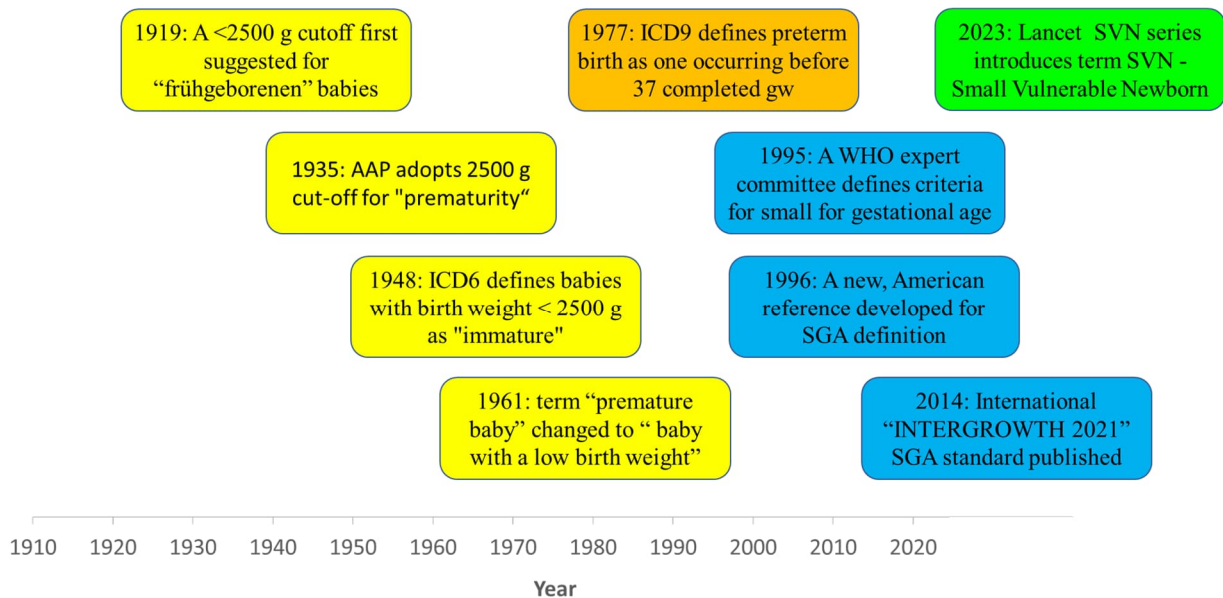 1919: A <2500 g cutoff first
suggested for
“frühgeborenen” babies
1977: ICD9 defines preterm
birth as one occurring before
37 completed gw
2023: Lancet SVN series
introduces term SVN -
Small Vulnerable Newborn
1935: AAP adopts 2500 g
cut-off for "prematurity“
1995: A WHO expert
committee defines criteria
for small for gestational age
1948: ICD6 defines babies
with birth weight < 2500 g
as "immature"
1996: A new, American
reference developed for
SGA definition
1961: term “premature
baby” changed to “ baby
with a low birth weight”
2014: International
“INTERGROWTH 2021”
SGA standard published
1910 1920 1930 1940 1950 1960 1970 1980 1990 2000 2010 2020
Year